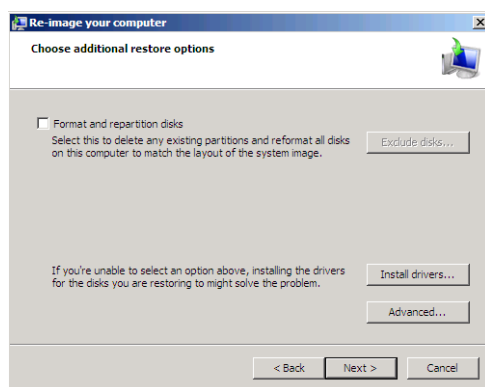 Re-image your computer
Choose additional restore options
Format and repartition disks
Select this to delete any existing partitions and reformat all disks
on this computer to match the layout of the system image.
Exclude disks...
If you're unable to select an option above, installing the drivers
for the disks you are restoring to might solve the problem.
Install drivers...
Advanced...
< Back
Next >
Cancel